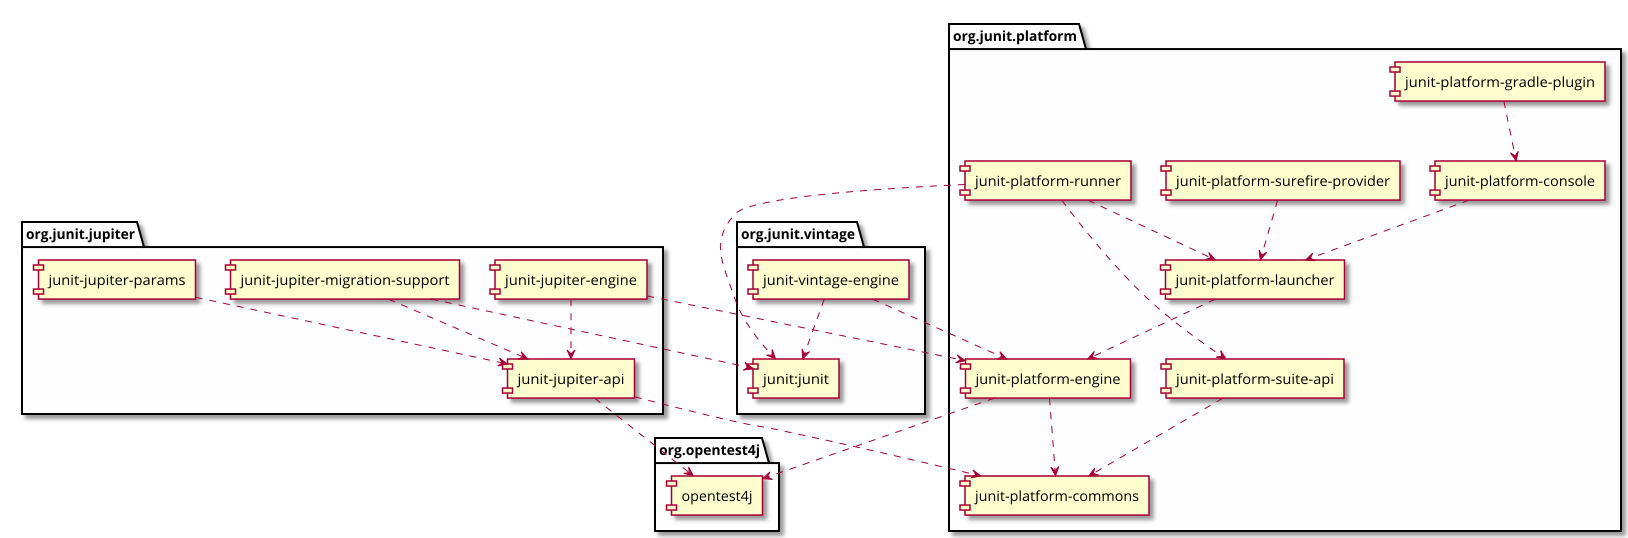 org.junit.platform
junit-platform-gradle-plugin
junit-platform-runner
junit-platform-surefire-provider
junit-platform-console
org.junit.jupiter
org.junit.vintage
junit-jupiter-params
junit-jupiter-migration-support
junit-jupiter-engine
junit-vintage-engine
junit-platform-launcher
junit-jupiter-api
junit:junit
junit-platform-engine
junit-platform-suite-api
org.opentest4j
opentest4j
junit-platform-commons